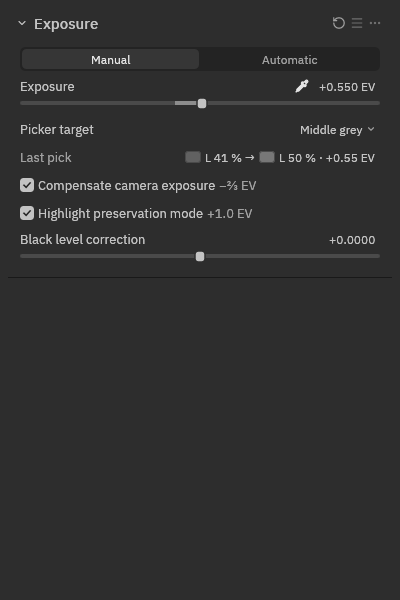 Exposure
Manual Automatic
Exposure +0.550 EV
Picker target Middle grey
Last pick L 41 % → L 50 % · +0.55 EV
Compensate camera exposure −⅔ EV
Highlight preservation mode +1.0 EV
Black level correction +0.0000